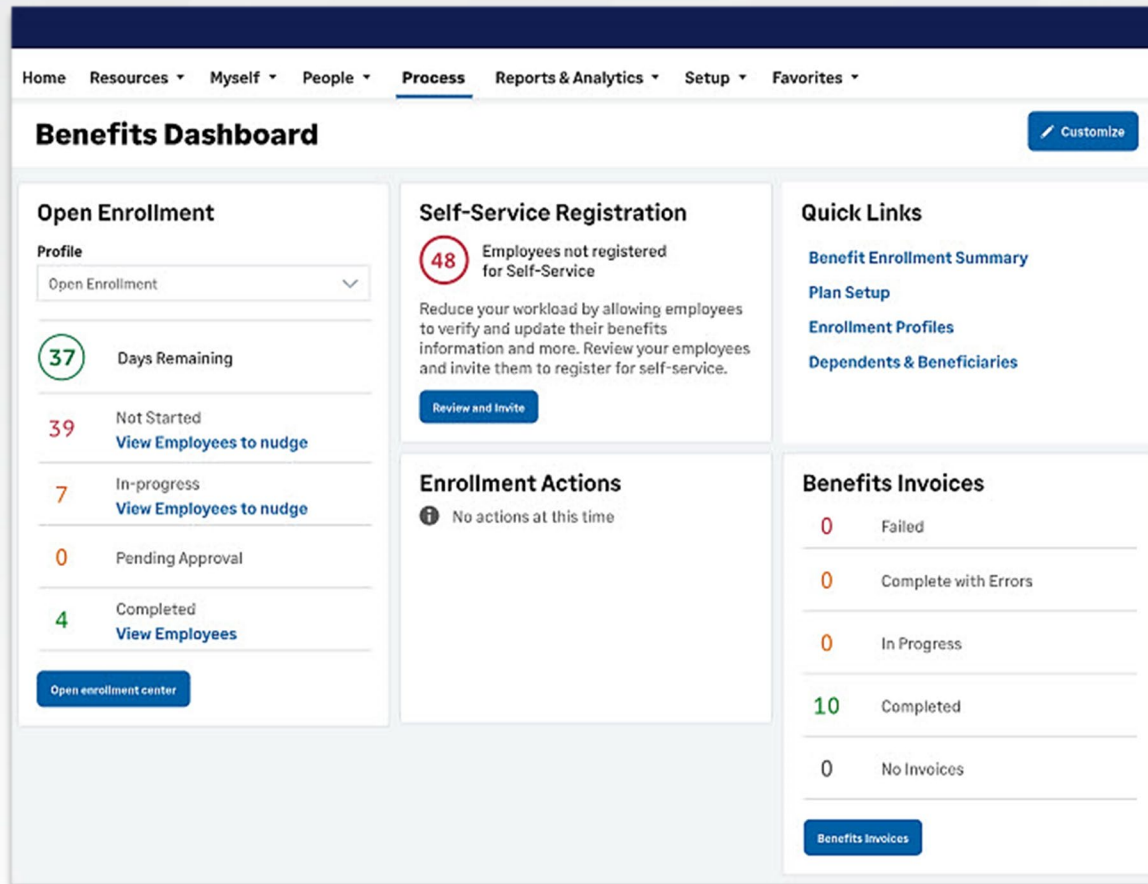 Home Resources Myself People Process Reports & Analytics Setup Favorites
Benefits Dashboard
Customize
Open Enrollment
Profile
Open Enrollment
37 Days Remaining
39 Not Started
View Employees to nudge
7 In-progress
View Employees to nudge
0 Pending Approval
4 Completed
View Employees
Open enrollment center
Self-Service Registration
48 Employees not registered
for Self-Service
Reduce your workload by allowing employees
to verify and update their benefits
information and more. Review your employees
and invite them to register for self-service.
Review and Invite
Enrollment Actions
No actions at this time
Quick Links
Benefit Enrollment Summary
Plan Setup
Enrollment Profiles
Dependents & Beneficiaries
Benefits Invoices
0 Failed
0 Complete with Errors
0 In Progress
10 Completed
0 No Invoices
Benefits Invoices